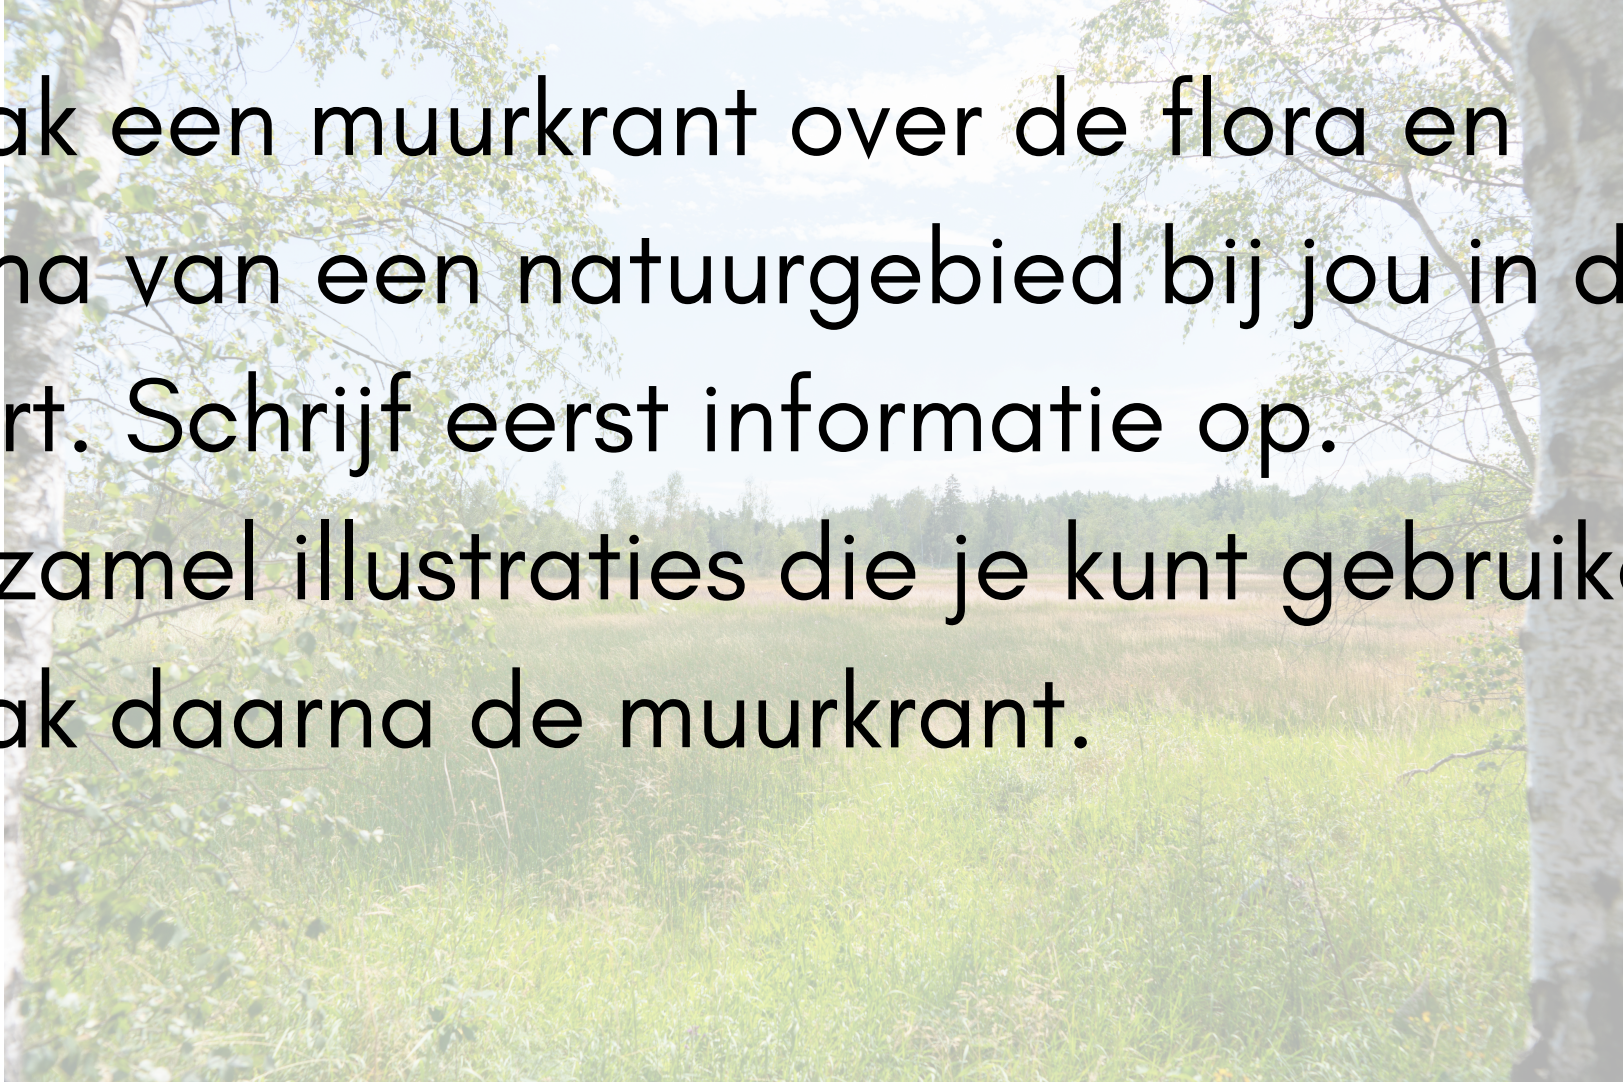 ak een muurkrant over de flora en
na van een natuurgebied bij jou in d
rt. Schrijf eerst informatie op.
zamel illustraties die je kunt gebruik
ak daarna de muurkrant.